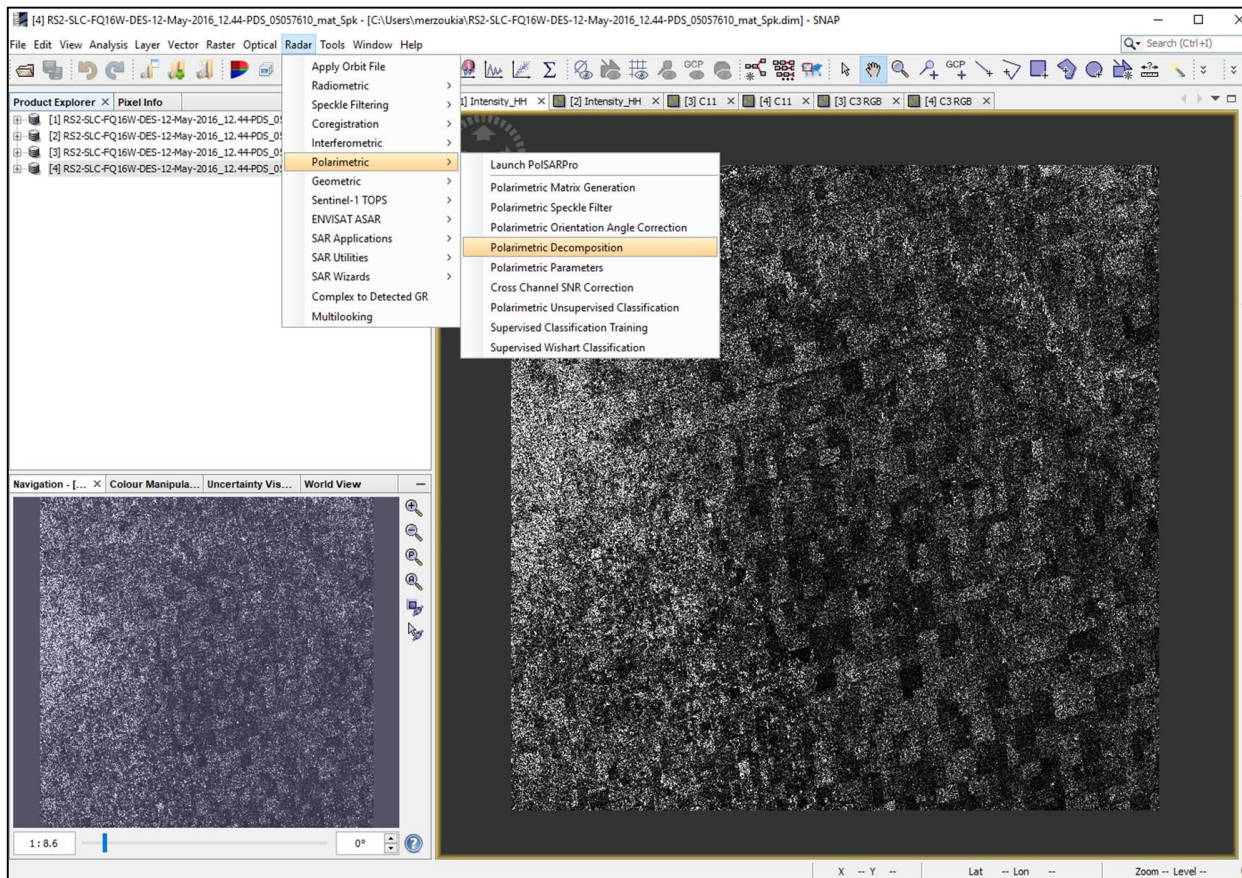 [4] RS2-SLC-FQ16W-DES-12-May-2016_12.44-PDS_05057610_mat_Spk - [C:\Users\merzoukia\RS2-SLC-FQ16W-DES-12-May-2016_12.44-PDS_05057610_mat_Spk.dim] - SNAP
File Edit View Analysis Layer Vector Raster Optical Radar Tools Window Help
Search (Ctrl+I)
GCP GCP
Product Explorer Pixel Info
1] Intensity_HH [2] Intensity_HH [3] C11 [4] C11 [3] C3 RGB [4] C3 RGB
[1] RS2-SLC-FQ16W-DES-12-May-2016_12.44-PDS_05
[2] RS2-SLC-FQ16W-DES-12-May-2016_12.44-PDS_05
[3] RS2-SLC-FQ16W-DES-12-May-2016_12.44-PDS_05
[4] RS2-SLC-FQ16W-DES-12-May-2016_12.44-PDS_05
Apply Orbit File
Radiometric
Speckle Filtering
Coregistration
Interferometric
Polarimetric
Geometric
Sentinel-1 TOPS
ENVISAT ASAR
SAR Applications
SAR Utilities
SAR Wizards
Complex to Detected GR
Multilooking
Launch PolSARPro
Polarimetric Matrix Generation
Polarimetric Speckle Filter
Polarimetric Orientation Angle Correction
Polarimetric Decomposition
Polarimetric Parameters
Cross Channel SNR Correction
Polarimetric Unsupervised Classification
Supervised Classification Training
Supervised Wishart Classification
Navigation - [... Colour Manipula... Uncertainty Vis... World View
1 : 8.6
0°
X -- Y -- Lat -- Lon -- Zoom -- Level --